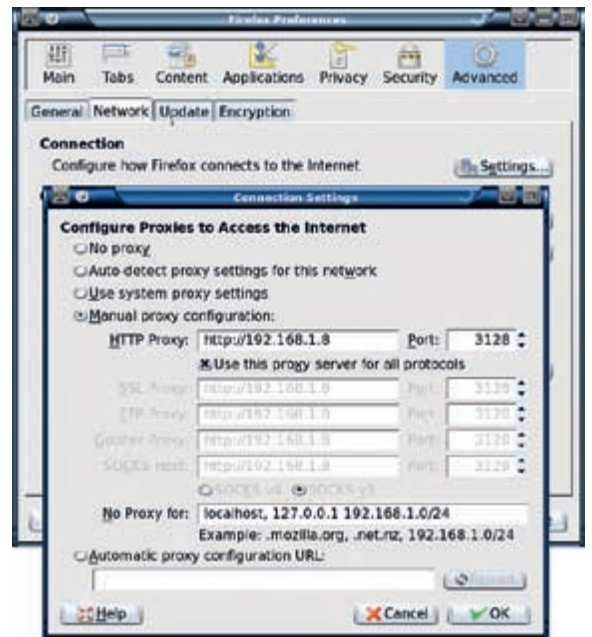 Firefox Preferences
Main Tabs Content Applications Privacy Security Advanced
General Network Update Encryption
Connection
Configure how Firefox connects to the Internet Settings...
Connection Settings
Configure Proxies to Access the Internet
No proxy
Auto-detect proxy settings for this network
Use system proxy settings
Manual proxy configuration:
HTTP Proxy: http://192.168.1.8 Port: 3128
Use this proxy server for all protocols
SSL Proxy: http://192.168.1.8 Port: 3128
FTP Proxy: http://192.168.1.8 Port: 3128
Gopher Proxy: http://192.168.1.8 Port: 3128
SOCKS Host: http://192.168.1.8 Port: 3128
SOCKS v4 SOCKS v5
No Proxy for: localhost, 127.0.0.1 192.168.1.0/24
Example: .mozilla.org, .net.nz, 192.168.1.0/24
Automatic proxy configuration URL:
Reload
Help Cancel OK